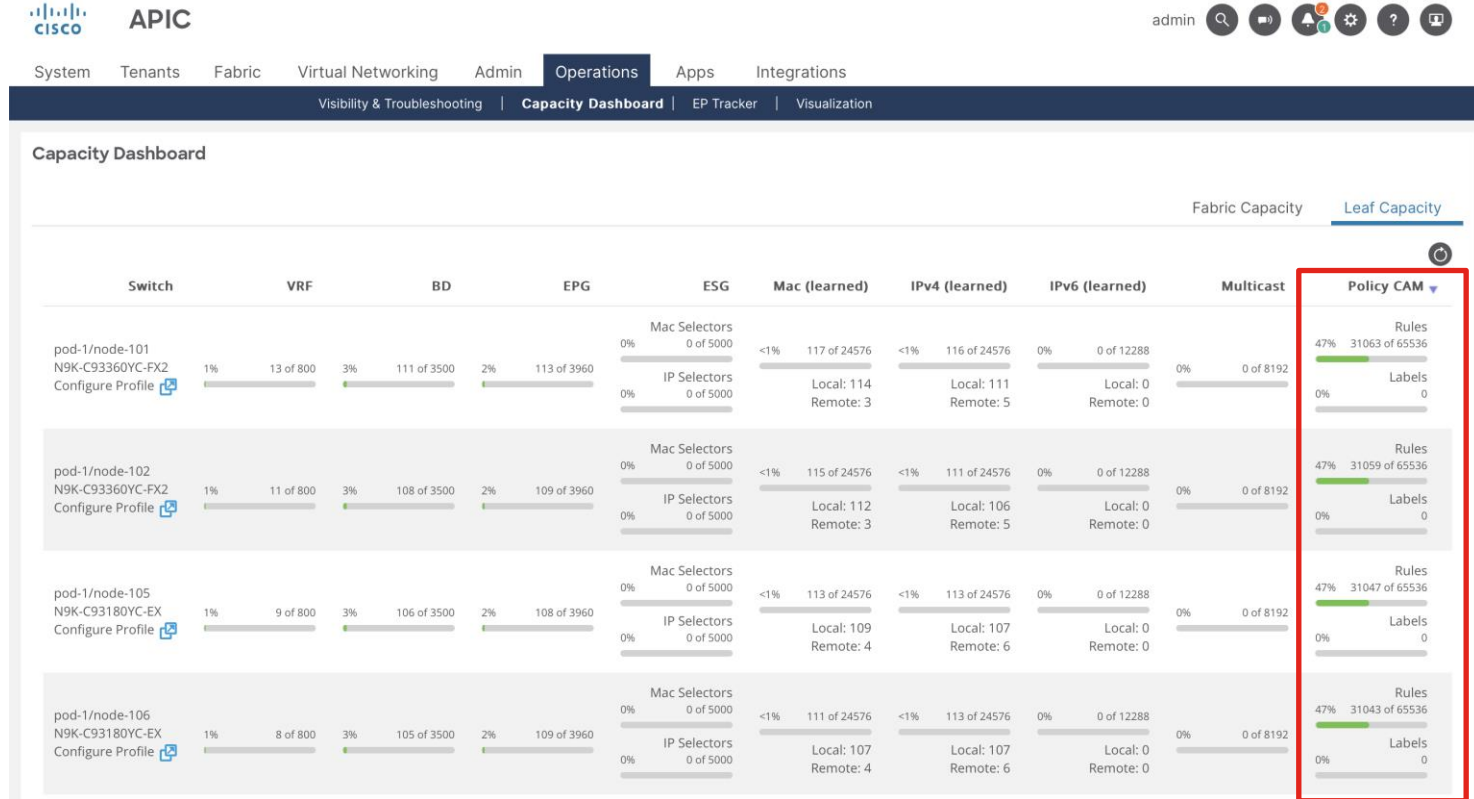 CISCO
APIC
admin
2
1
?
System Tenants Fabric Virtual Networking Admin Operations Apps Integrations
Visibility & Troubleshooting | Capacity Dashboard | EP Tracker | Visualization
Capacity Dashboard
Fabric Capacity Leaf Capacity
Switch VRF BD EPG ESG Mac (learned) IPv4 (learned) IPv6 (learned) Multicast Policy CAM
pod-1/node-101
N9K-C93360YC-FX2
Configure Profile
1% 13 of 800
3% 111 of 3500
2% 113 of 3960
Mac Selectors
0% 0 of 5000
IP Selectors
0% 0 of 5000
<1% 117 of 24576
Local: 114
Remote: 3
<1% 116 of 24576
Local: 111
Remote: 5
0% 0 of 12288
Local: 0
Remote: 0
0% 0 of 8192
Rules
47% 31063 of 65536
Labels
0% 0
pod-1/node-102
N9K-C93360YC-FX2
Configure Profile
1% 11 of 800
3% 108 of 3500
2% 109 of 3960
Mac Selectors
0% 0 of 5000
IP Selectors
0% 0 of 5000
<1% 115 of 24576
Local: 112
Remote: 3
<1% 111 of 24576
Local: 106
Remote: 5
0% 0 of 12288
Local: 0
Remote: 0
0% 0 of 8192
Rules
47% 31059 of 65536
Labels
0% 0
pod-1/node-105
N9K-C93180YC-EX
Configure Profile
1% 9 of 800
3% 106 of 3500
2% 108 of 3960
Mac Selectors
0% 0 of 5000
IP Selectors
0% 0 of 5000
<1% 113 of 24576
Local: 109
Remote: 4
<1% 113 of 24576
Local: 107
Remote: 6
0% 0 of 12288
Local: 0
Remote: 0
0% 0 of 8192
Rules
47% 31047 of 65536
Labels
0% 0
pod-1/node-106
N9K-C93180YC-EX
Configure Profile
1% 8 of 800
3% 105 of 3500
2% 109 of 3960
Mac Selectors
0% 0 of 5000
IP Selectors
0% 0 of 5000
<1% 111 of 24576
Local: 107
Remote: 4
<1% 113 of 24576
Local: 107
Remote: 6
0% 0 of 12288
Local: 0
Remote: 0
0% 0 of 8192
Rules
47% 31043 of 65536
Labels
0% 0